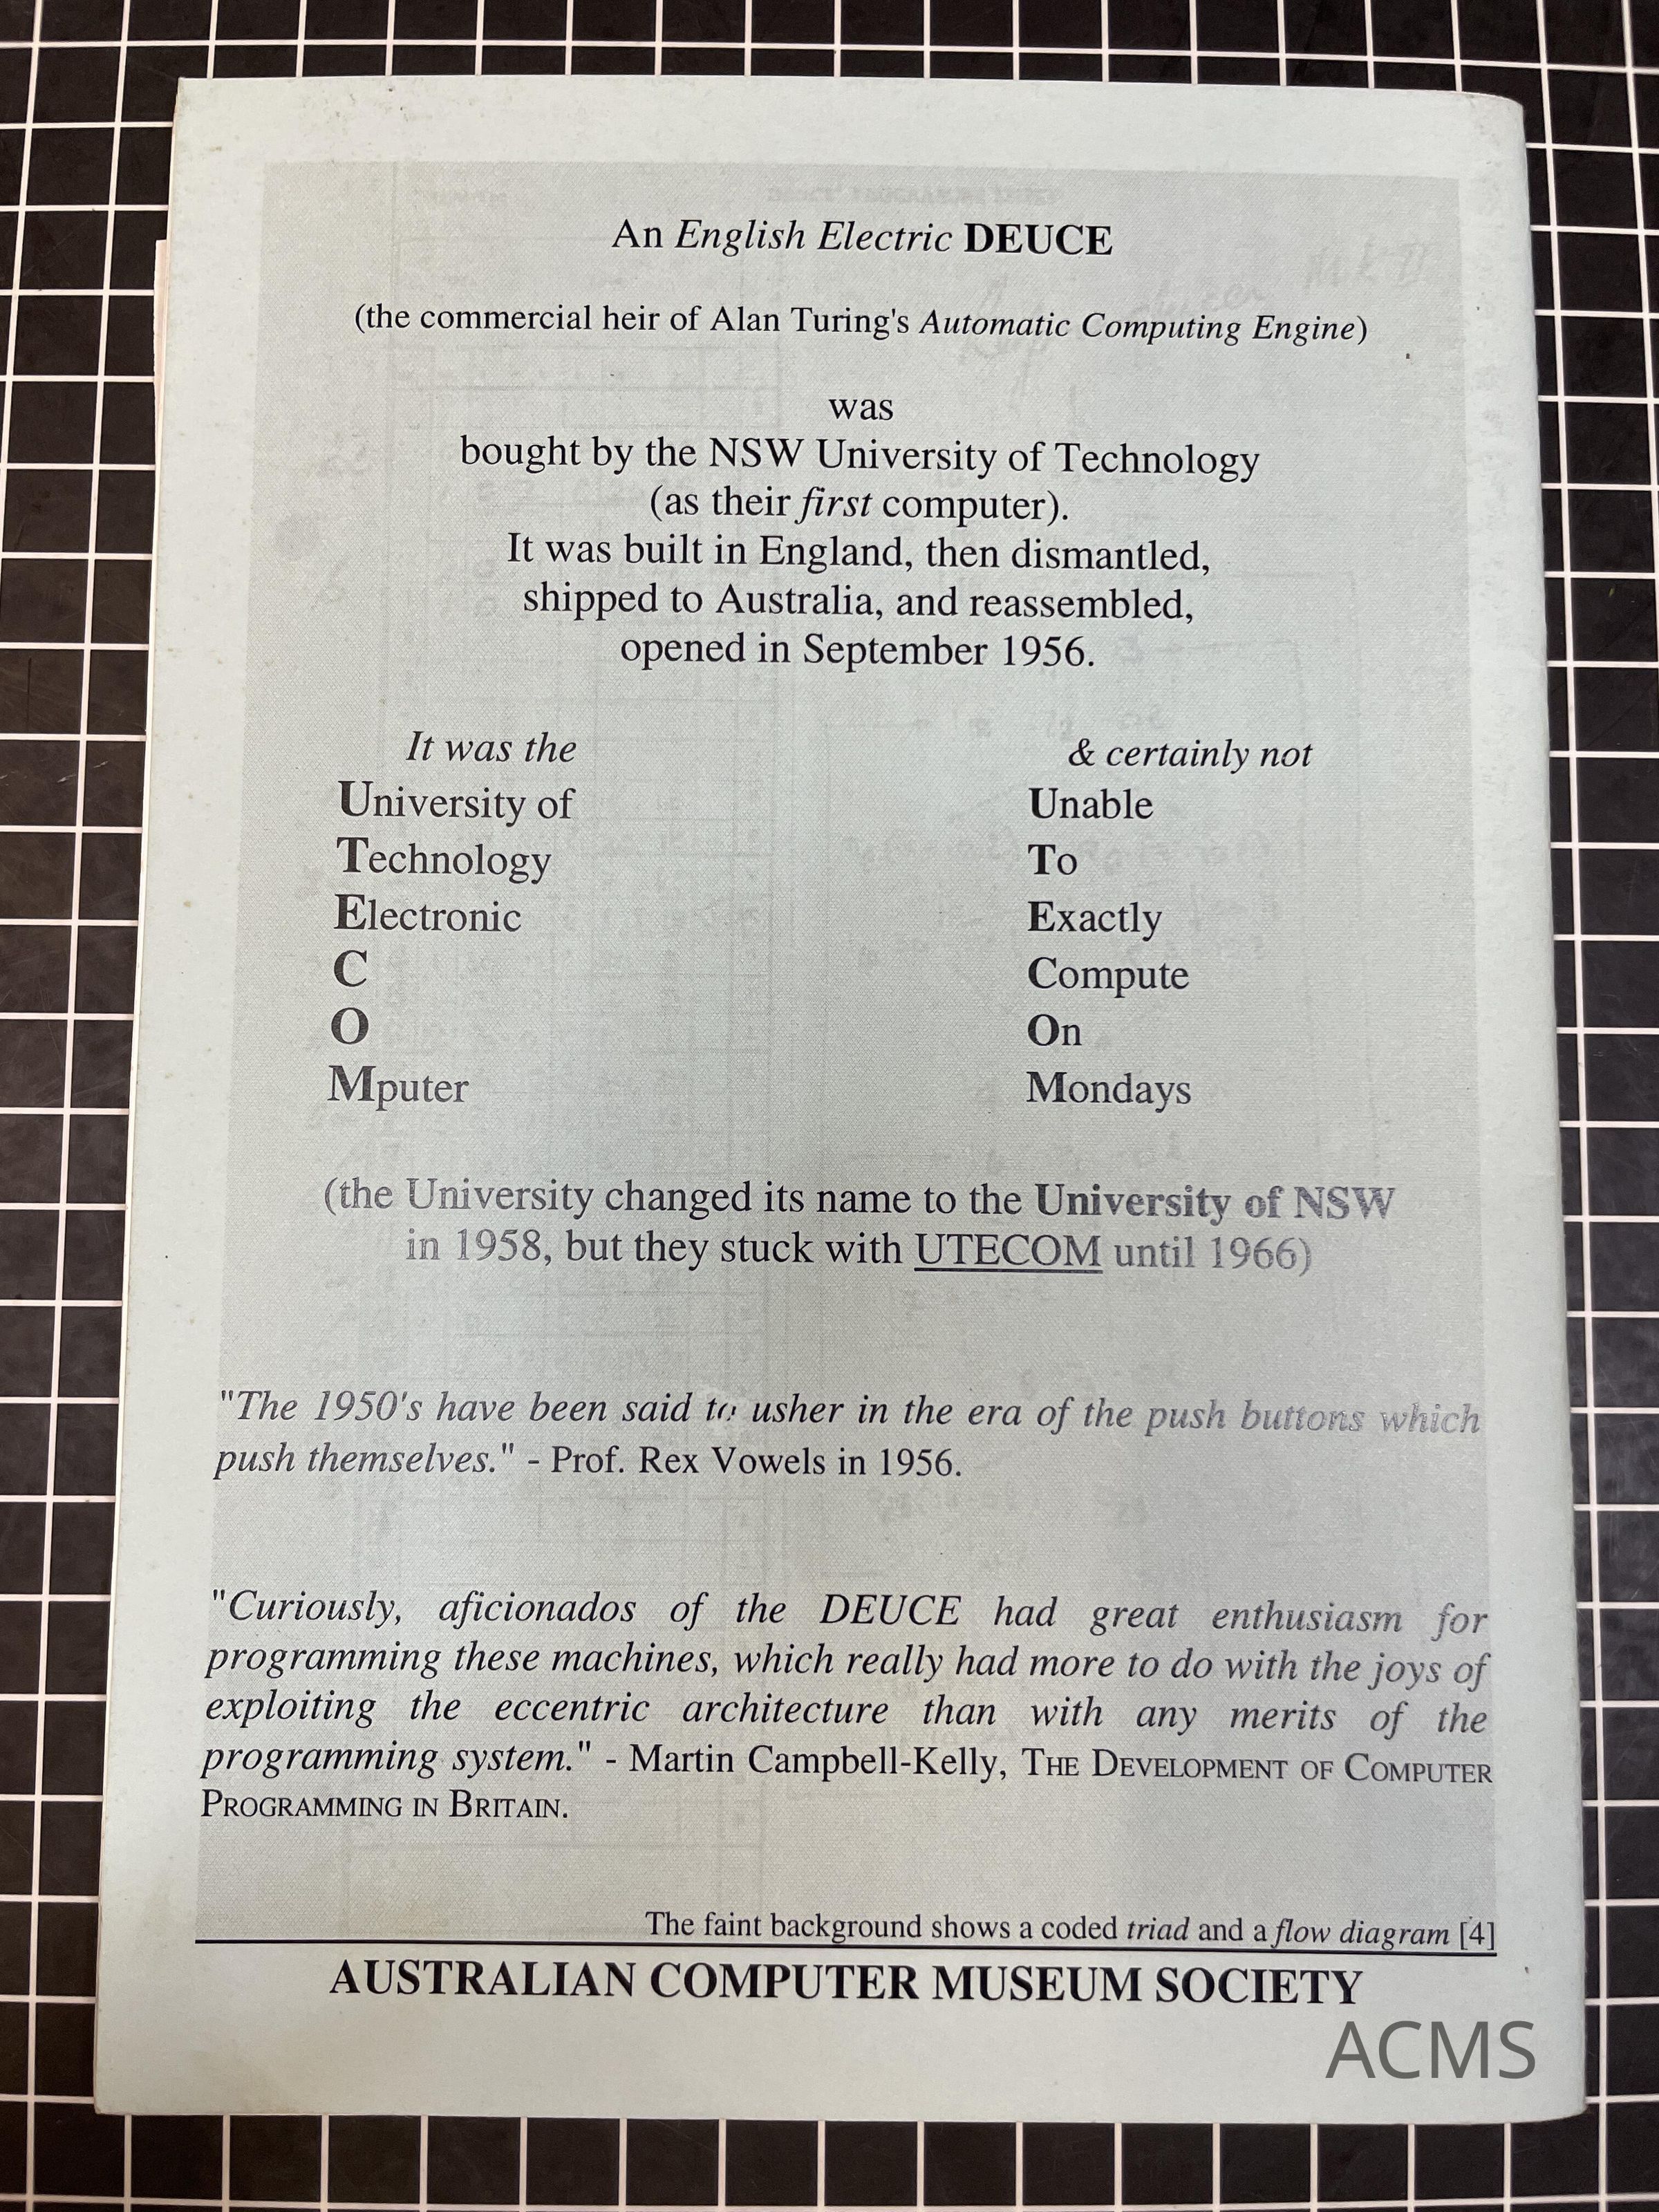 An English Electric DEUCE
(the commercial heir of Alan Turing's Automatic Computing Engine)
was
bought by the NSW University of Technology
(as their first computer).
It was built in England, then dismantled,
shipped to Australia, and reassembled,
opened in September 1956.
It was the
University of
Technology
Electronic
C
O
Mputer
& certainly not
Unable
To
Exactly
Compute
On
Mondays
(the University changed its name to the University of NSW
in 1958, but they stuck with UTECOM until 1966)
"The 1950's have been said to usher in the era of the push buttons which
push themselves." - Prof. Rex Vowels in 1956.
"Curiously, aficionados of the DEUCE had great enthusiasm for
programming these machines, which really had more to do with the joys of
exploiting the eccentric architecture than with any merits of the
programming system." - Martin Campbell-Kelly, THE DEVELOPMENT OF COMPUTER
PROGRAMMING IN BRITAIN.
The faint background shows a coded triad and a flow diagram [4]
AUSTRALIAN COMPUTER MUSEUM SOCIETY
ACMS